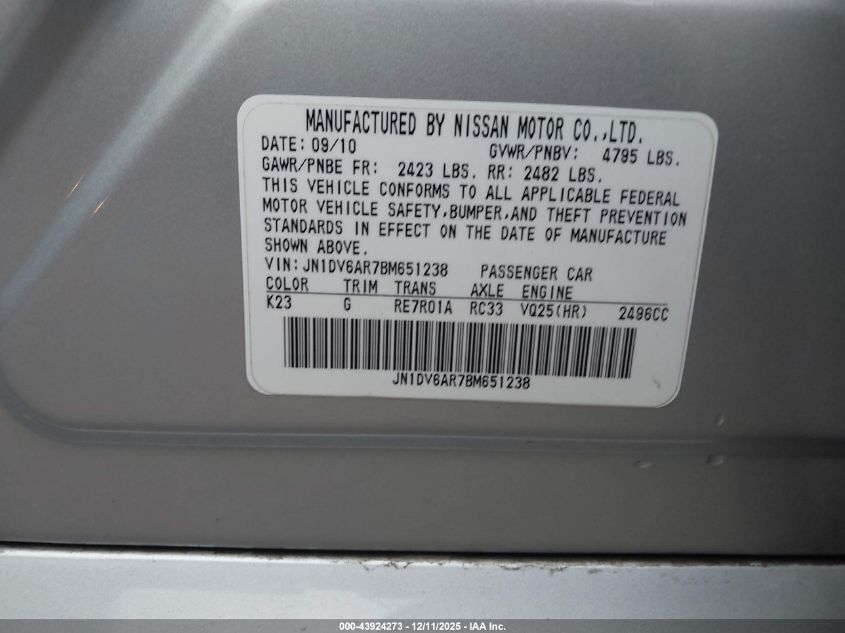 MANUFACTURED BY NISSAN MOTOR CO.,LTD.
DATE: 09/10 GVWR/PNBV: 4795 LBS.
GAWR/PNBE FR: 2423 LBS. RR: 2482 LBS.
THIS VEHICLE CONFORMS TO ALL APPLICABLE FEDERAL
MOTOR VEHICLE SAFETY,BUMPER,AND THEFT PREVENTION
STANDARDS IN EFFECT ON THE DATE OF MANUFACTURE
SHOWN ABOVE.
VIN: JN1DV6AR7BM651238 PASSENGER CAR
COLOR TRIM TRANS AXLE ENGINE
K23 G RE7R01A RC33 VQ25(HR) 2496CC
JN1DV6AR7BM651238
000-43924273 - 12/11/2025 - IAA Inc.